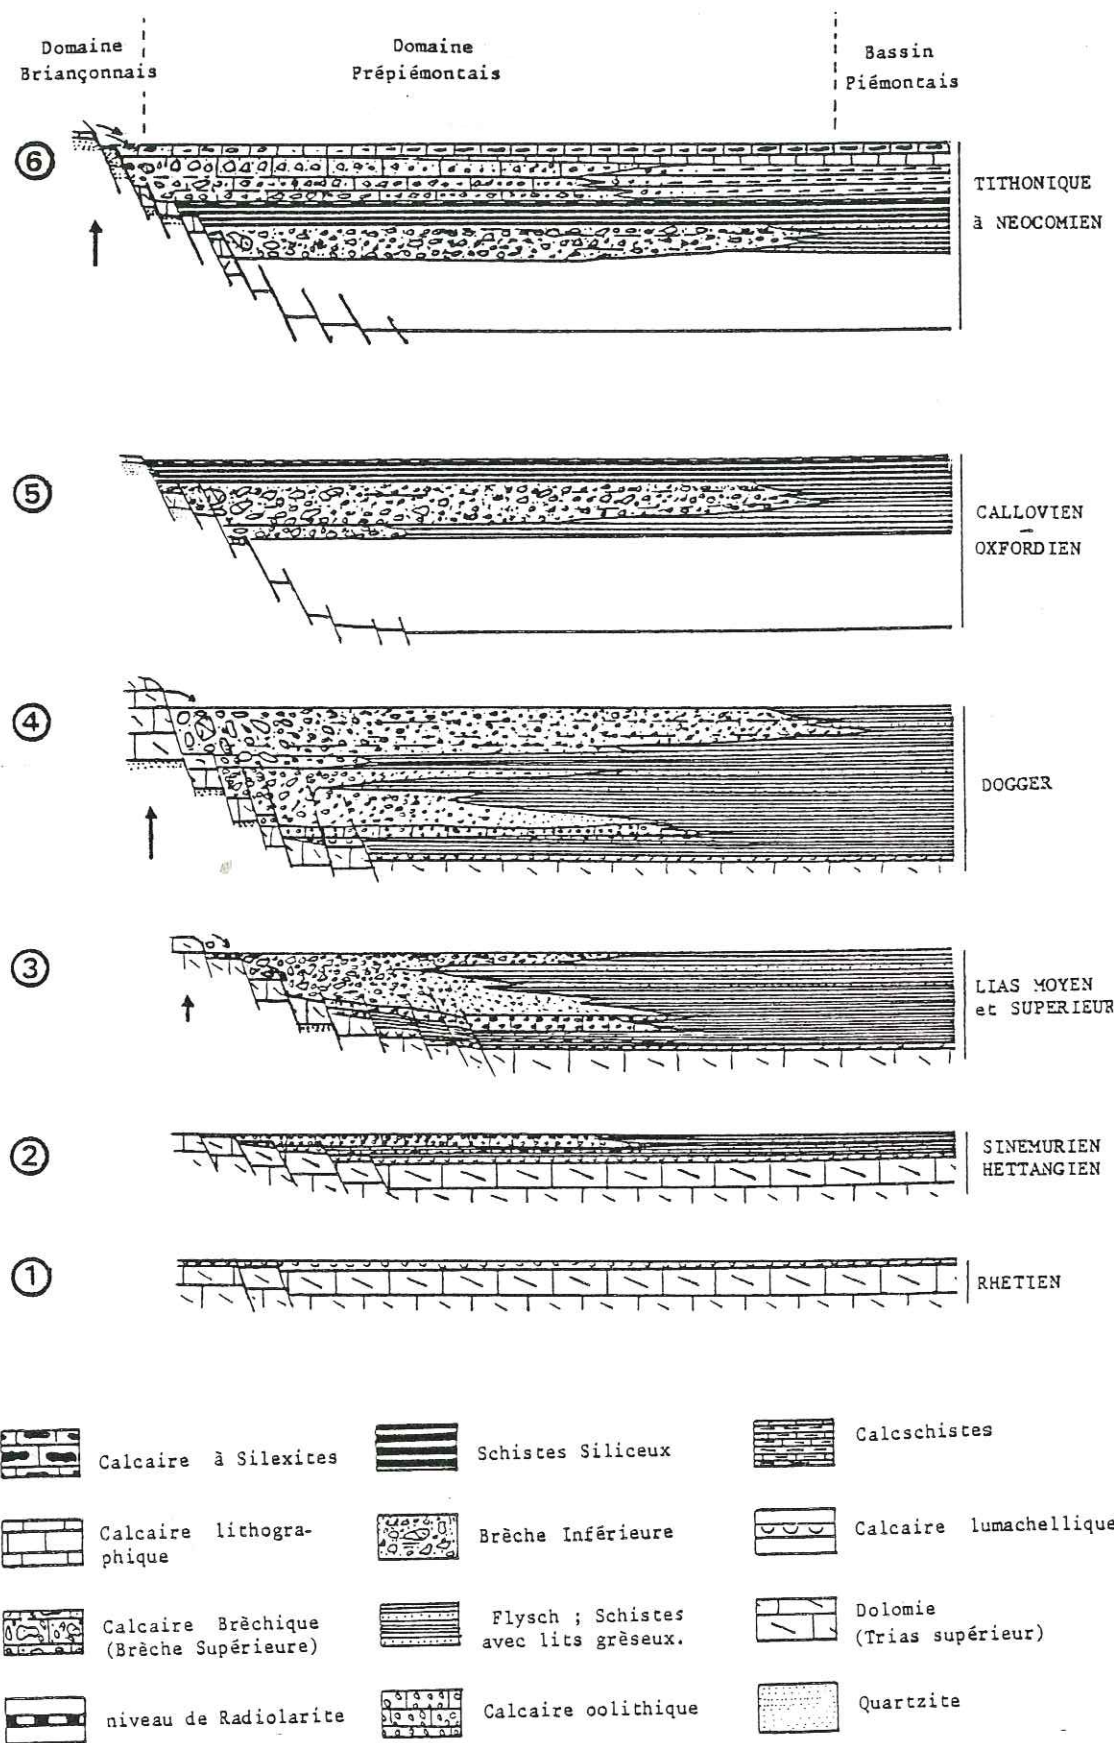 Domaine
Briançonnais
Domaine
Prépiémontais
Bassin
Piémontais
6
TITHONIQUE
à NEOCOMIEN
5
CALLOVIEN
–
OXFORDIEN
4
DOGGER
3
LIAS MOYEN
et SUPERIEUR
2
SINEMURIEN
HETTANGIEN
1
RHETIEN
Calcaire à Silexites
Schistes Siliceux
Calcschistes
Calcaire lithogra-
phique
Brèche Inférieure
Calcaire lumachellique
Calcaire Brèchique
(Brèche Supérieure)
Flysch ; Schistes
avec lits grèseux.
Dolomie
(Trias supérieur)
niveau de Radiolarite
Calcaire oolithique
Quartzite